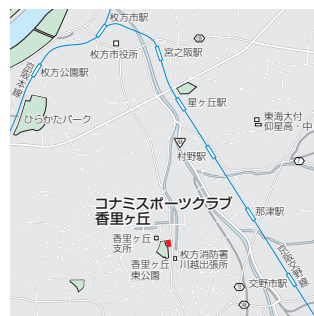 枚方市駅
枚方市役所
宮之阪駅
京阪本線
枚方公園駅
星ヶ丘駅
ひらかたパーク
東海大付
仰星高・中
村野駅
コナミスポーツクラブ
香里ヶ丘
那津駅
香里ヶ丘
支所
枚方消防署
川越出張所
香里ヶ丘
東公園
京阪交野線
交野市駅